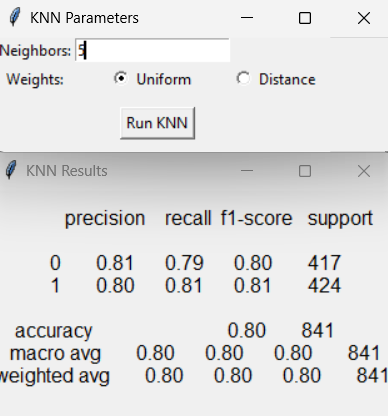 KNN Parameters
Neighbors: 5
Weights: Uniform Distance
Run KNN
KNN Results
precision recall f1-score support
0 0.81 0.79 0.80 417
1 0.80 0.81 0.81 424
accuracy 0.80 841
macro avg 0.80 0.80 0.80 841
weighted avg 0.80 0.80 0.80 841